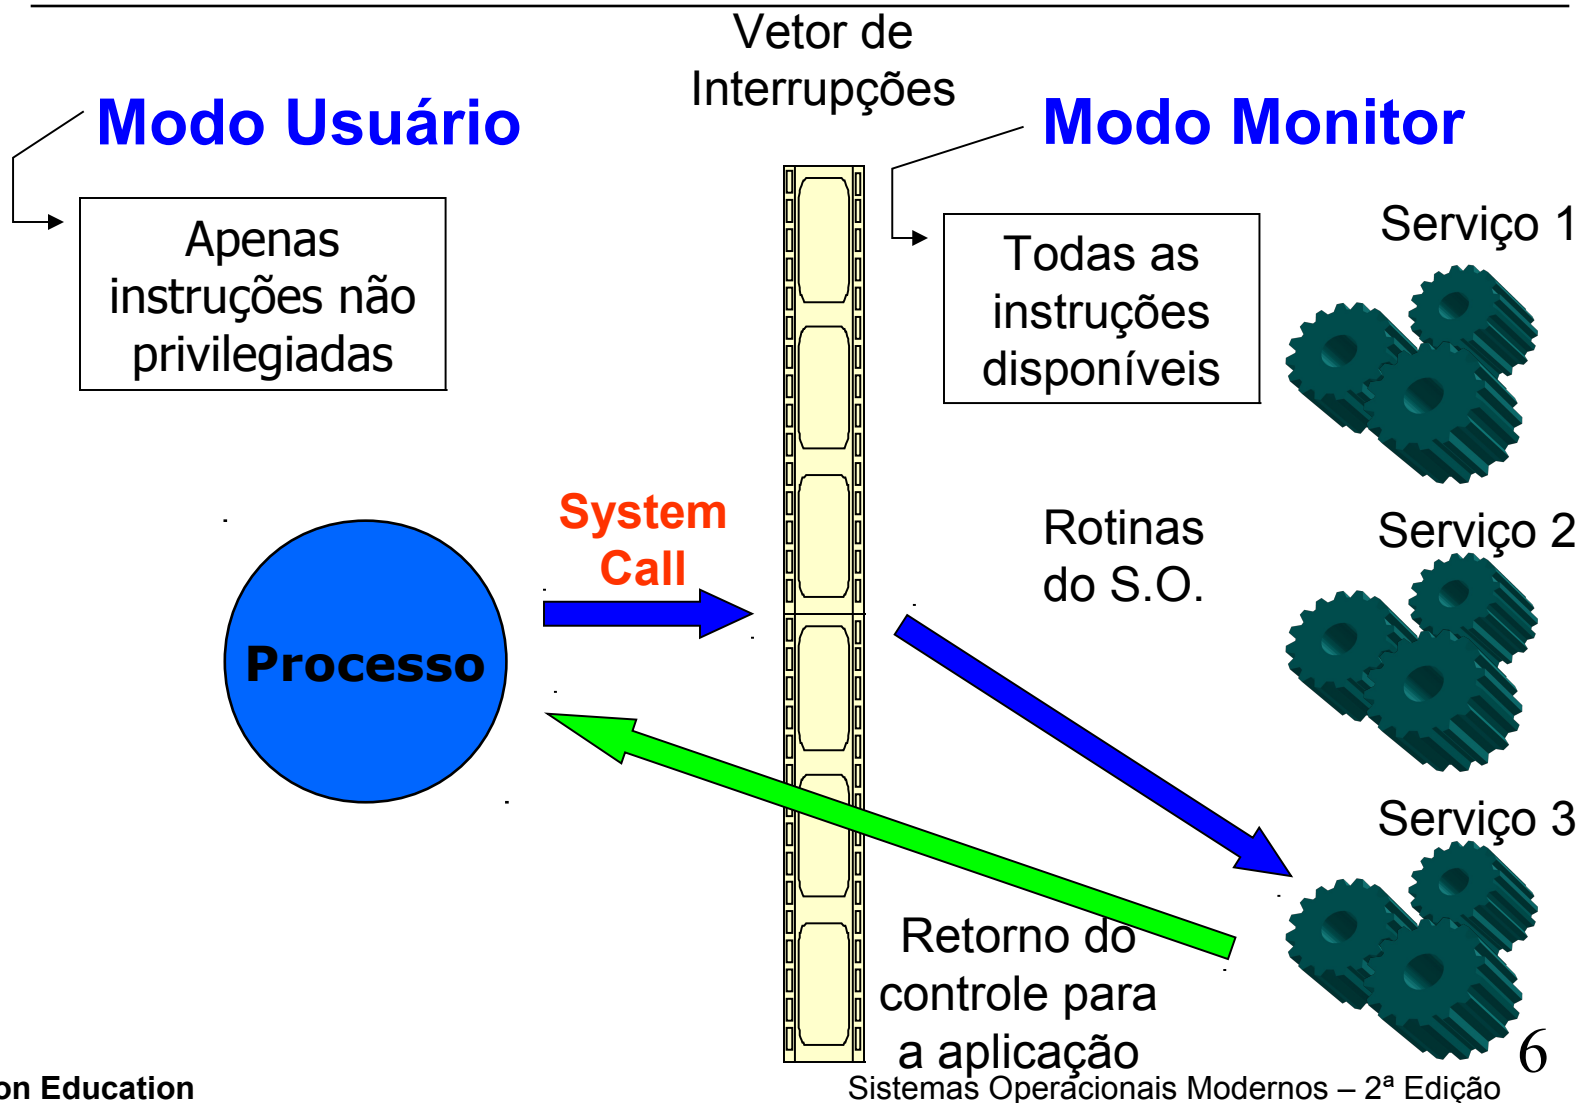 Vetor de
Interrupções
Modo Usuário
Modo Monitor
Apenas
instruções não
privilegiadas
Todas as
instruções
disponíveis
Serviço 1
System
Call
Rotinas
do S.O.
Serviço 2
Processo
Serviço 3
Retorno do
controle para
a aplicação
6
on Education
Sistemas Operacionais Modernos – 2ª Edição